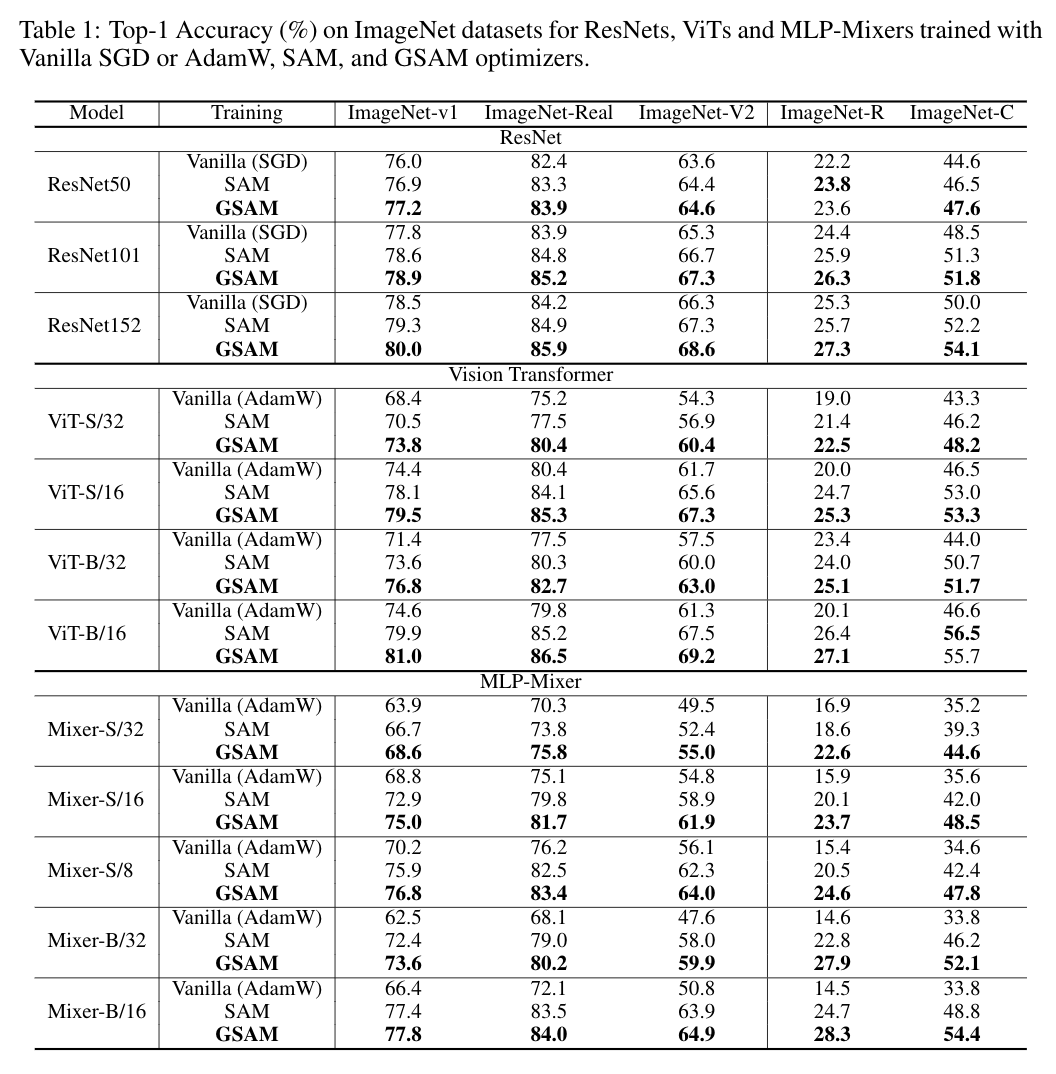 Table 1: Top-1 Accuracy (%) on ImageNet datasets for ResNets, ViTs and MLP-Mixers trained with
Vanilla SGD or AdamW, SAM, and GSAM optimizers.
Model Training ImageNet-v1 ImageNet-Real ImageNet-V2 ImageNet-R ImageNet-C
ResNet
Vanilla (SGD) 76.0 82.4 63.6 22.2 44.6
ResNet50 SAM 76.9 83.3 64.4 23.8 46.5
GSAM 77.2 83.9 64.6 23.6 47.6
Vanilla (SGD) 77.8 83.9 65.3 24.4 48.5
ResNet101 SAM 78.6 84.8 66.7 25.9 51.3
GSAM 78.9 85.2 67.3 26.3 51.8
Vanilla (SGD) 78.5 84.2 66.3 25.3 50.0
ResNet152 SAM 79.3 84.9 67.3 25.7 52.2
GSAM 80.0 85.9 68.6 27.3 54.1
Vision Transformer
Vanilla (AdamW) 68.4 75.2 54.3 19.0 43.3
ViT-S/32 SAM 70.5 77.5 56.9 21.4 46.2
GSAM 73.8 80.4 60.4 22.5 48.2
Vanilla (AdamW) 74.4 80.4 61.7 20.0 46.5
ViT-S/16 SAM 78.1 84.1 65.6 24.7 53.0
GSAM 79.5 85.3 67.3 25.3 53.3
Vanilla (AdamW) 71.4 77.5 57.5 23.4 44.0
ViT-B/32 SAM 73.6 80.3 60.0 24.0 50.7
GSAM 76.8 82.7 63.0 25.1 51.7
Vanilla (AdamW) 74.6 79.8 61.3 20.1 46.6
ViT-B/16 SAM 79.9 85.2 67.5 26.4 56.5
GSAM 81.0 86.5 69.2 27.1 55.7
MLP-Mixer
Vanilla (AdamW) 63.9 70.3 49.5 16.9 35.2
Mixer-S/32 SAM 66.7 73.8 52.4 18.6 39.3
GSAM 68.6 75.8 55.0 22.6 44.6
Vanilla (AdamW) 68.8 75.1 54.8 15.9 35.6
Mixer-S/16 SAM 72.9 79.8 58.9 20.1 42.0
GSAM 75.0 81.7 61.9 23.7 48.5
Vanilla (AdamW) 70.2 76.2 56.1 15.4 34.6
Mixer-S/8 SAM 75.9 82.5 62.3 20.5 42.4
GSAM 76.8 83.4 64.0 24.6 47.8
Vanilla (AdamW) 62.5 68.1 47.6 14.6 33.8
Mixer-B/32 SAM 72.4 79.0 58.0 22.8 46.2
GSAM 73.6 80.2 59.9 27.9 52.1
Vanilla (AdamW) 66.4 72.1 50.8 14.5 33.8
Mixer-B/16 SAM 77.4 83.5 63.9 24.7 48.8
GSAM 77.8 84.0 64.9 28.3 54.4